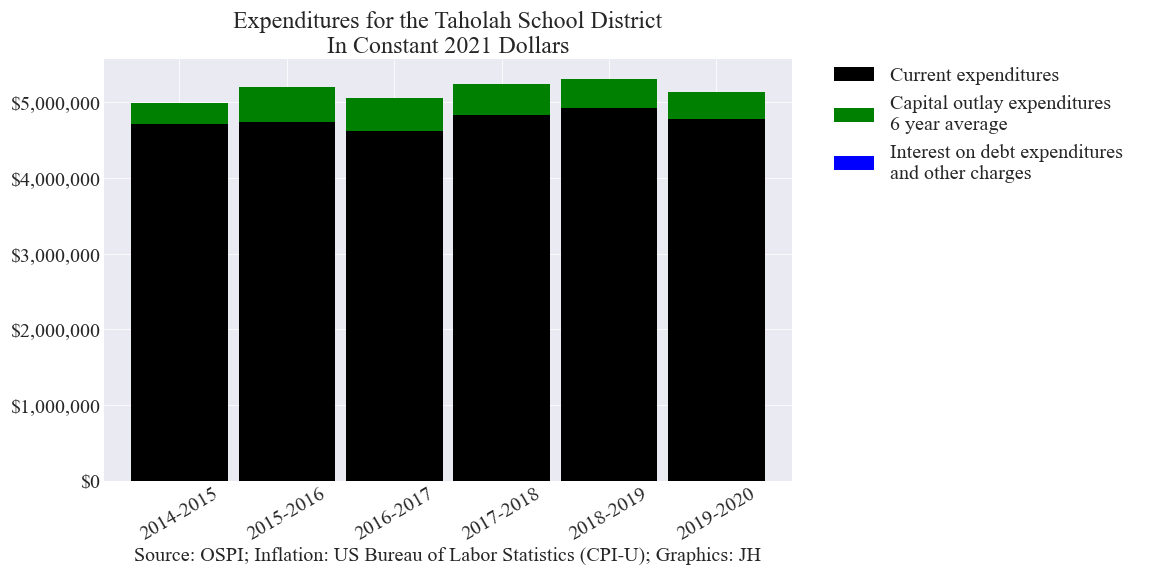 Expenditures for the Taholah School District
In Constant 2021 Dollars
$5,000,000
$4,000,000
$3,000,000
$2,000,000
$1,000,000
$0
2014-2015
2015-2016
2016-2017
2017-2018
2018-2019
2019-2020
Source: OSPI; Inflation: US Bureau of Labor Statistics (CPI-U); Graphics: JH
Current expenditures
Capital outlay expenditures
6 year average
Interest on debt expenditures
and other charges